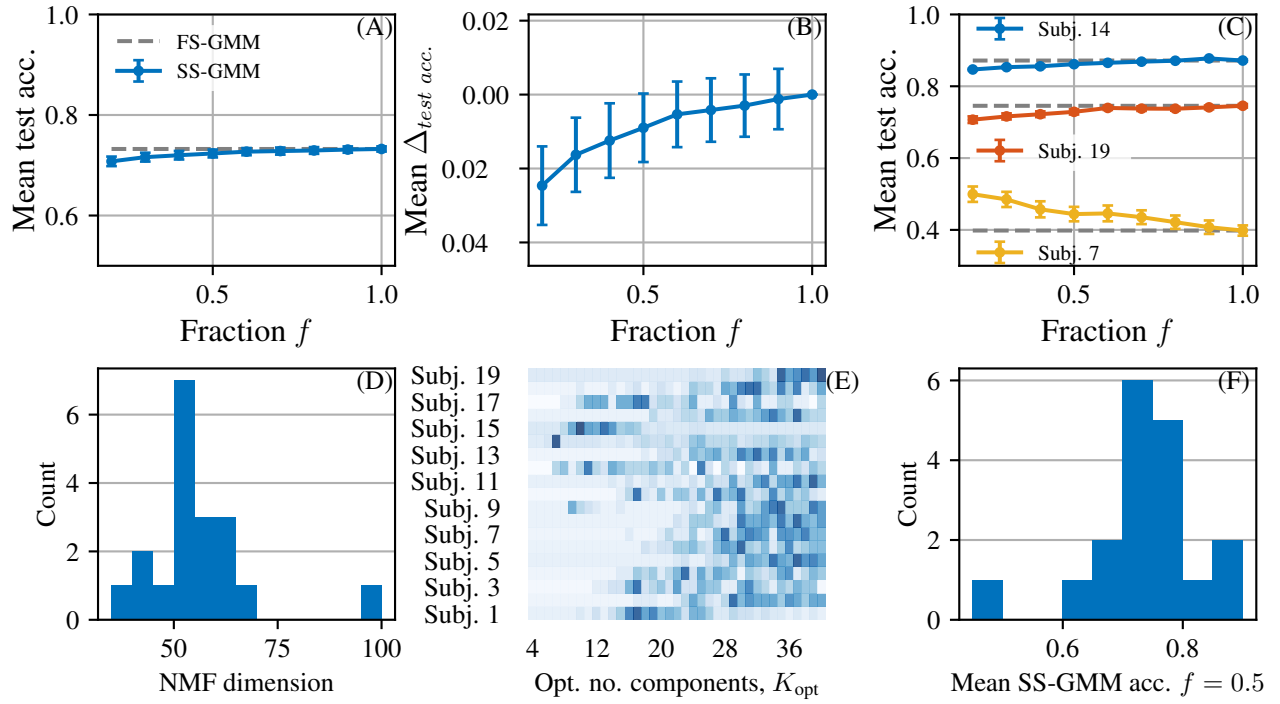 1.0
0.8
0.6
Mean test acc.
(A)
FS-GMM
SS-GMM
0.5
1.0
Fraction f
0.02
0.00
0.02
0.04
Mean Δtest acc.
(B)
0.5
1.0
Fraction f
1.0
0.8
0.6
0.4
Mean test acc.
(C)
Subj. 14
Subj. 19
Subj. 7
0.5
1.0
Fraction f
6
4
2
0
Count
(D)
50
75
100
NMF dimension
Subj. 19
Subj. 17
Subj. 15
Subj. 13
Subj. 11
Subj. 9
Subj. 7
Subj. 5
Subj. 3
Subj. 1
(E)
4
12
20
28
36
Opt. no. components, Kopt
6
4
2
0
Count
(F)
0.6
0.8
Mean SS-GMM acc. f = 0.5